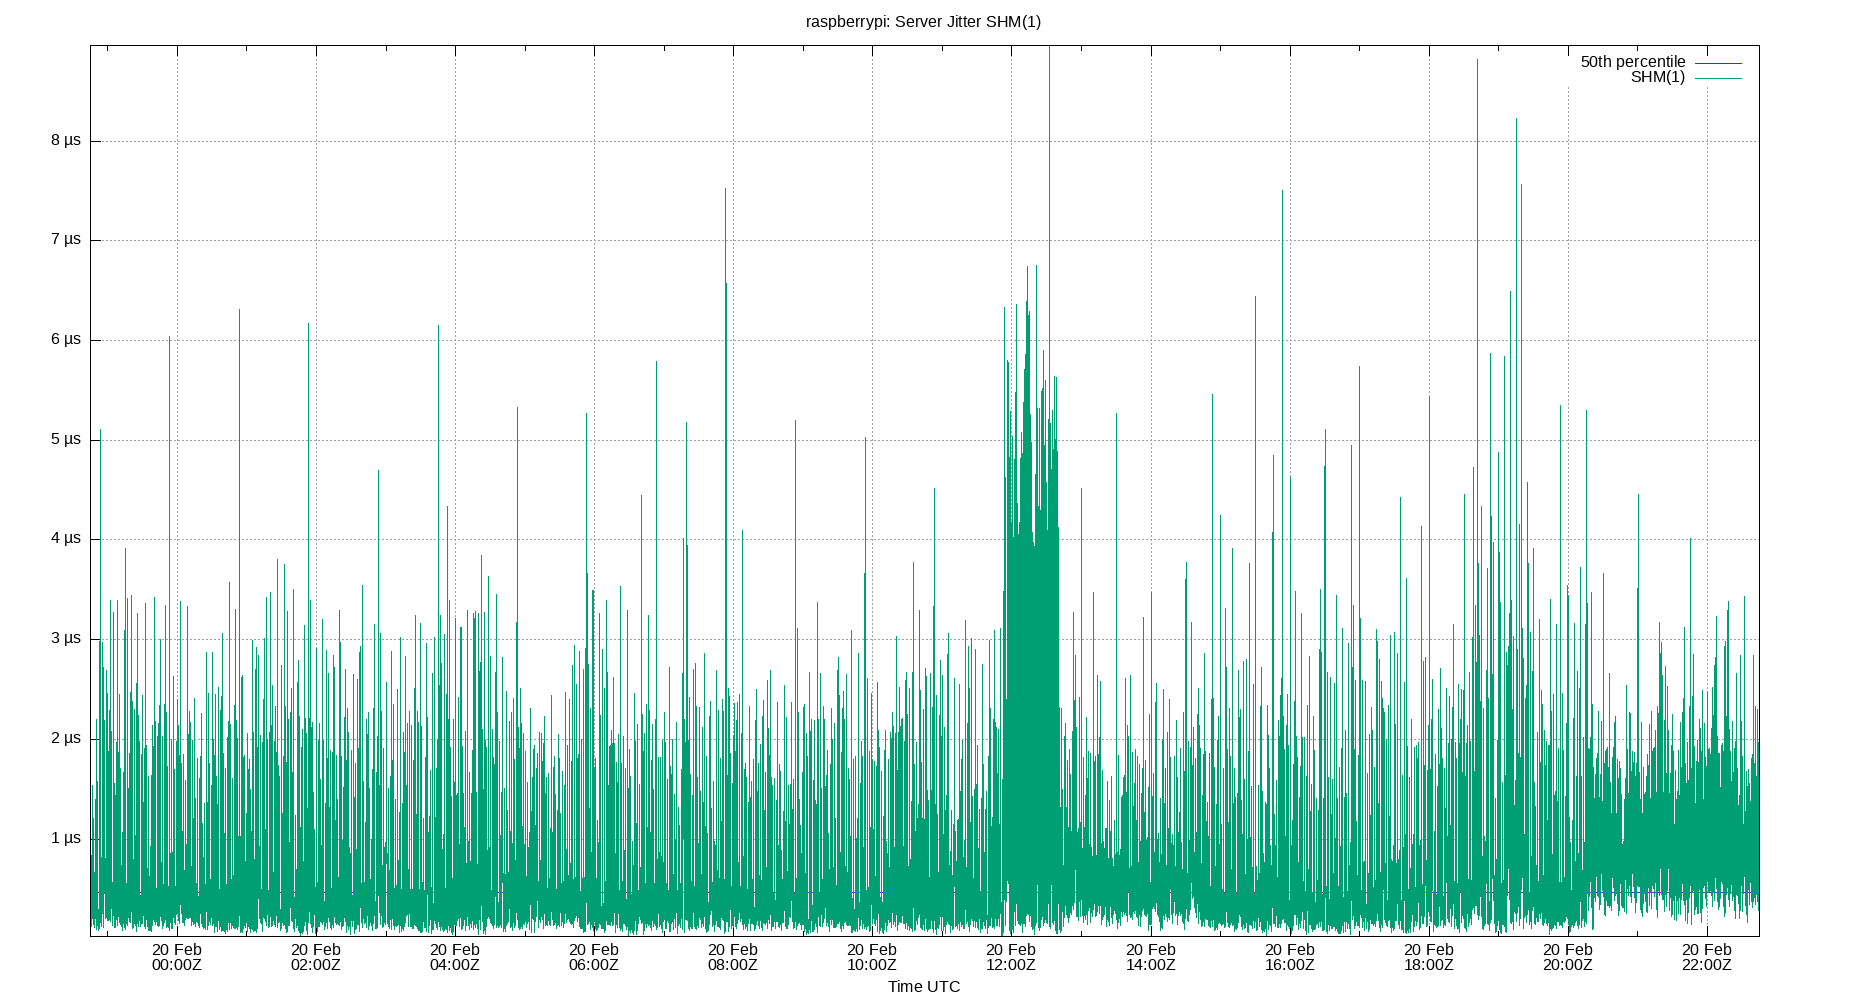 raspberrypi: Server Jitter SHM(1)
50th percentile
SHM(1)
8 µs
7 µs
6 µs
5 µs
4 µs
3 µs
2 µs
1 µs
20 Feb 20 Feb 20 Feb 20 Feb 20 Feb 20 Feb 20 Feb 20 Feb 20 Feb 20 Feb 20 Feb 20 Feb
00:00Z 02:00Z 04:00Z 06:00Z 08:00Z 10:00Z 12:00Z 14:00Z 16:00Z 18:00Z 20:00Z 22:00Z
Time UTC